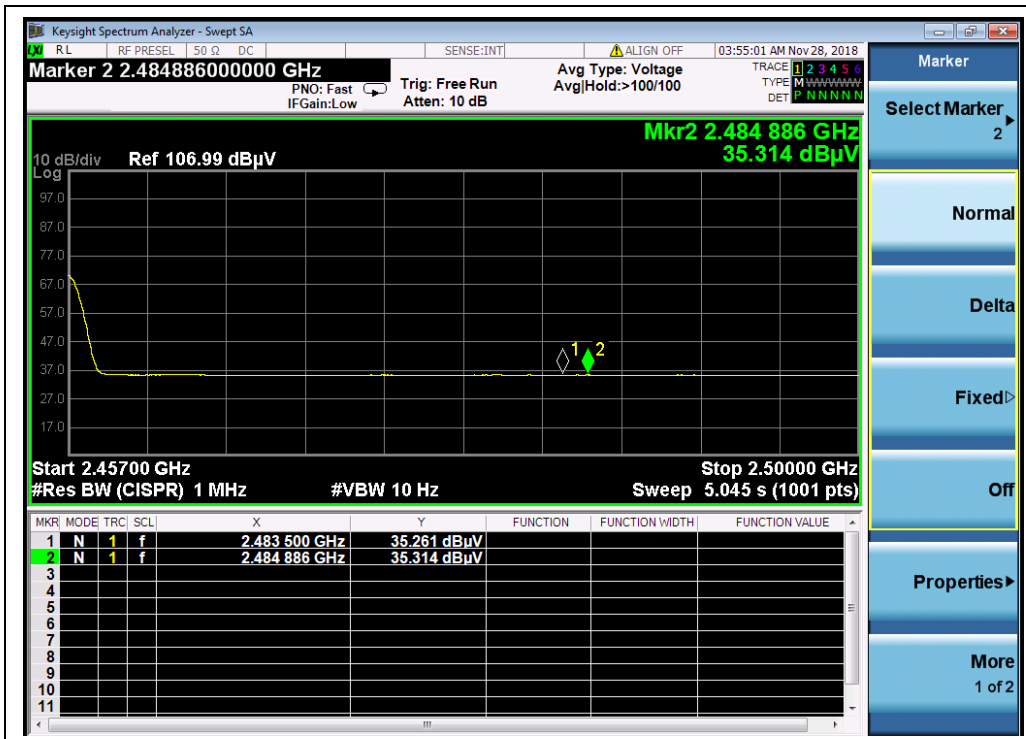 Keysight Spectrum Analyzer - Swept SA
LXI RL RF PRESEL 50 Ω DC SENSE:INT ALIGN OFF 03:55:01 AM Nov 28, 2018
Marker 2 2.484886000000 GHz
PNO: Fast
IFGain:Low
Trig: Free Run
Atten: 10 dB
Avg Type: Voltage
Avg|Hold:>100/100
TRACE 1 2 3 4 5 6
TYPE M WWWWW
DET P N N N N N
Mkr2 2.484 886 GHz
35.314 dBµV
10 dB/div Ref 106.99 dBµV
Log
97.0
87.0
77.0
67.0
57.0
47.0
37.0
27.0
17.0
1 2
Start 2.45700 GHz Stop 2.50000 GHz
#Res BW (CISPR) 1 MHz #VBW 10 Hz Sweep 5.045 s (1001 pts)
MKR MODE TRC SCL X Y FUNCTION FUNCTION WIDTH FUNCTION VALUE
1 N 1 f 2.483 500 GHz 35.261 dBµV
2 N 1 f 2.484 886 GHz 35.314 dBµV
3
4
5
6
7
8
9
10
11
Marker
Select Marker
2
Normal
Delta
Fixed
Off
Properties
More
1 of 2